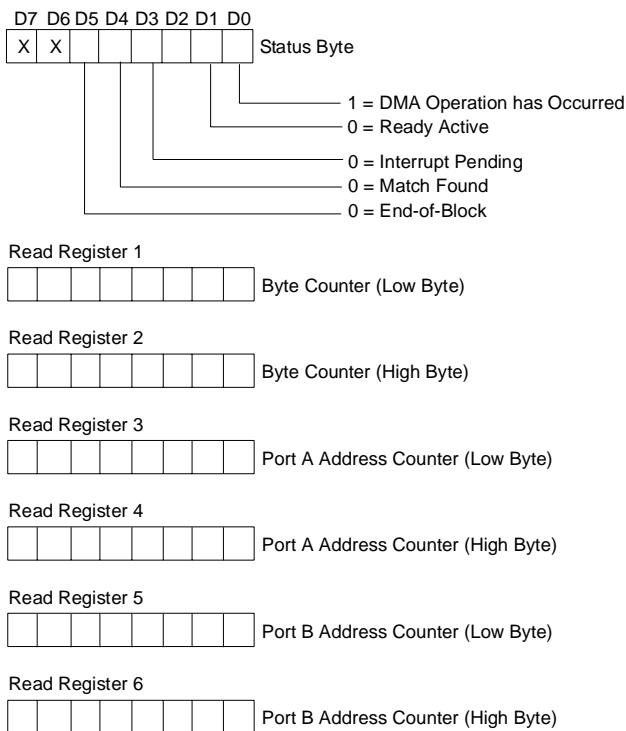 D7 D6 D5 D4 D3 D2 D1 D0
X X Status Byte
1 = DMA Operation has Occurred
0 = Ready Active
0 = Interrupt Pending
0 = Match Found
0 = End-of-Block
Read Register 1
Byte Counter (Low Byte)
Read Register 2
Byte Counter (High Byte)
Read Register 3
Port A Address Counter (Low Byte)
Read Register 4
Port A Address Counter (High Byte)
Read Register 5
Port B Address Counter (Low Byte)
Read Register 6
Port B Address Counter (High Byte)